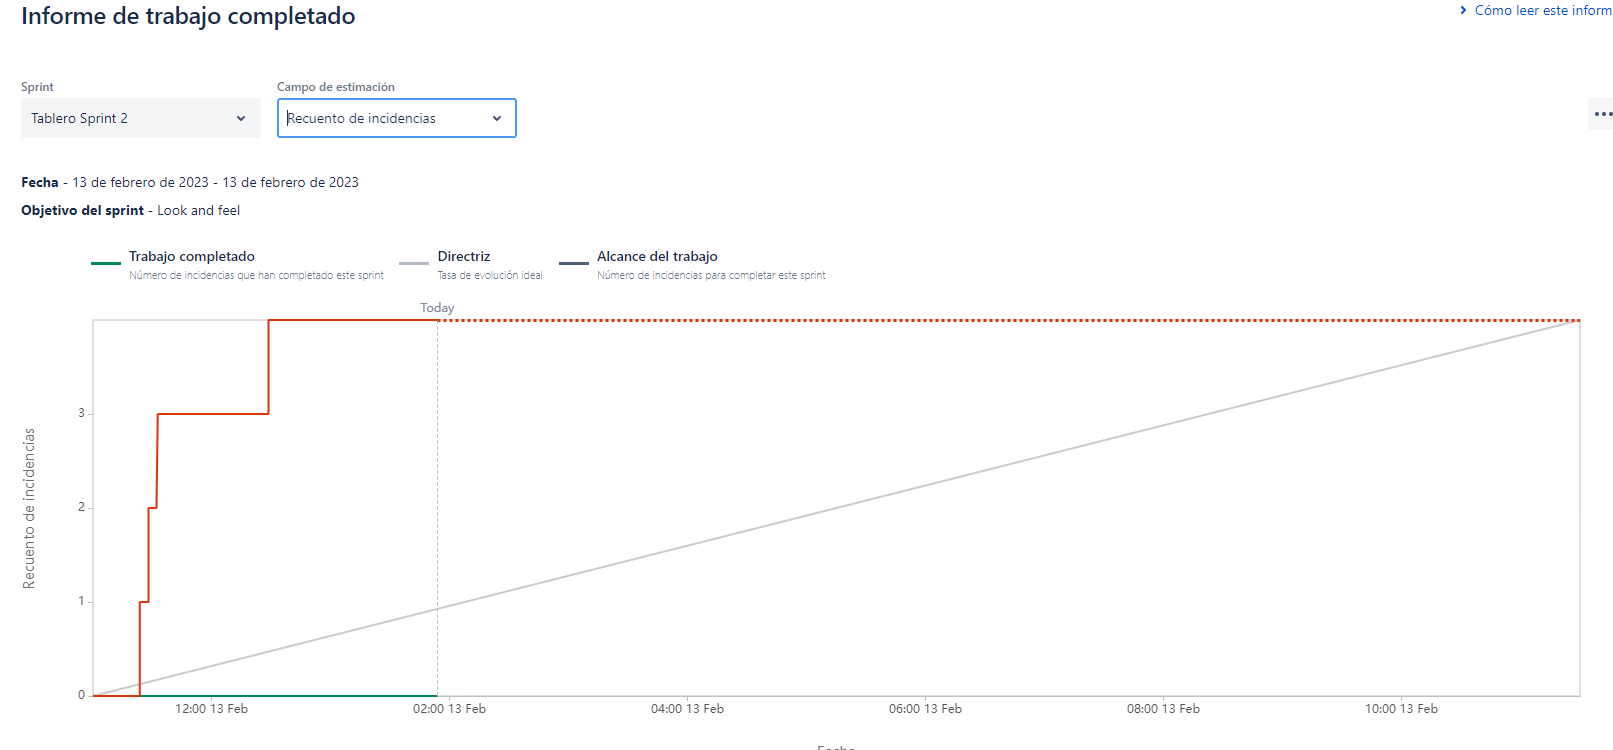 Informe de trabajo completado
Cómo leer este inform
Sprint
Campo de estimación
Tablero Sprint 2
Recuento de incidencias
Fecha - 13 de febrero de 2023 - 13 de febrero de 2023
Objetivo del sprint - Look and feel
Trabajo completado
Número de incidencias que han completado este sprint
Directriz
Tasa de evolución ideal
Alcance del trabajo
Número de incidencias para completar este sprint
Today
3
2
1
0
Recuento de incidencias
12:00 13 Feb
02:00 13 Feb
04:00 13 Feb
06:00 13 Feb
08:00 13 Feb
10:00 13 Feb
Fecha